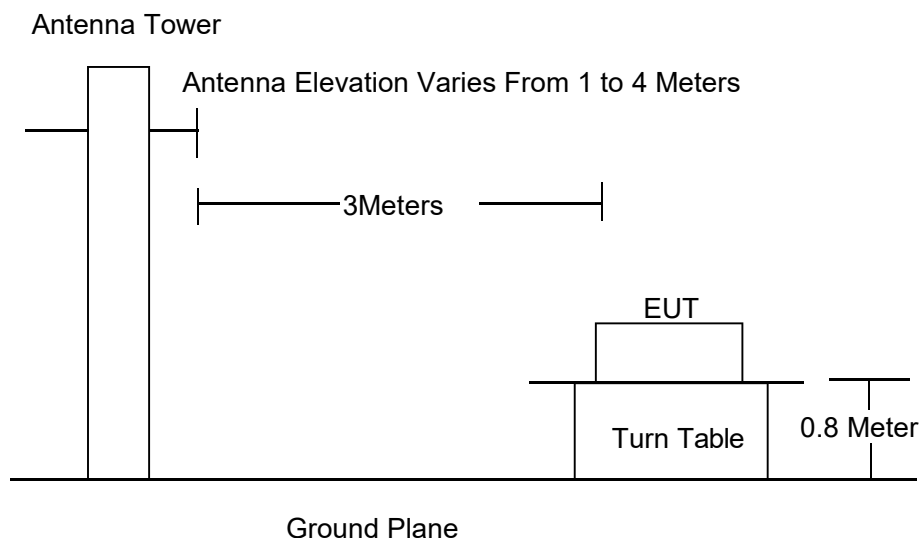 Antenna Tower
Antenna Elevation Varies From 1 to 4 Meters
3Meters
EUT
Turn Table
0.8 Meter
Ground Plane